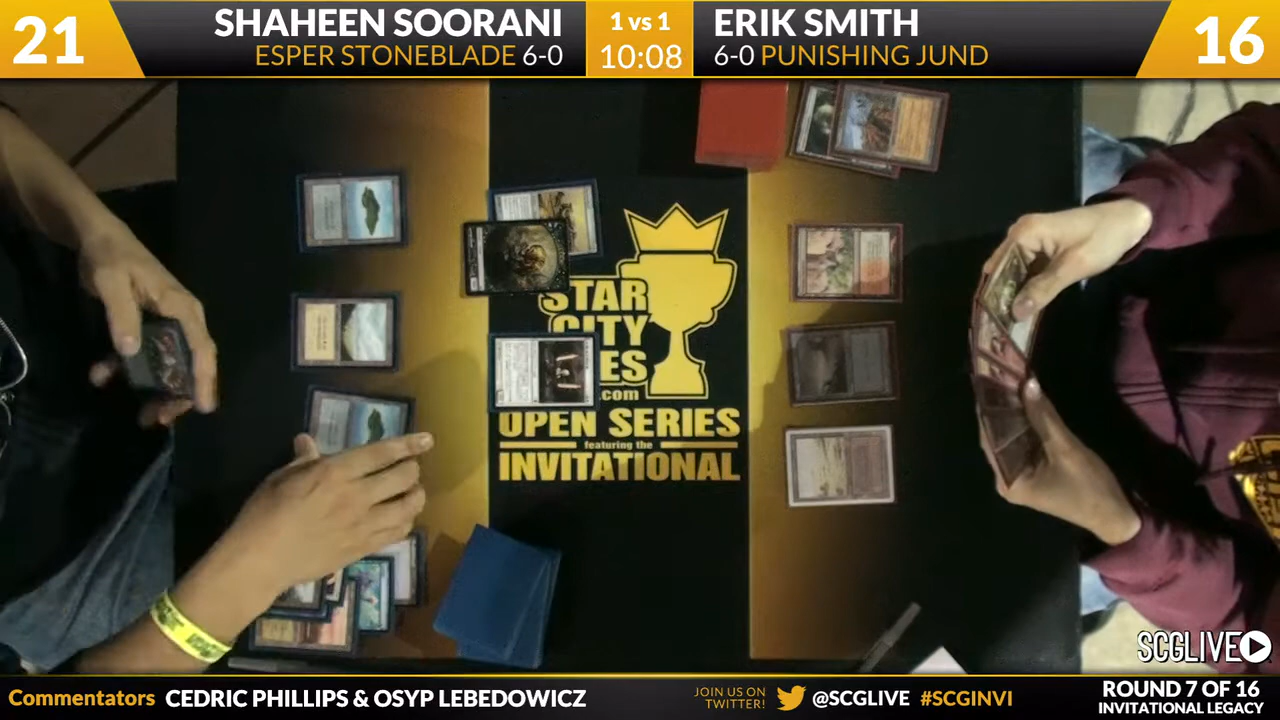 21
SHAHEEN SOORANI
ESPER STONEBLADE 6-0
1 vs 1
10:08
ERIK SMITH
6-0 PUNISHING JUND
16
STAR
CITY
ES
.com
OPEN SERIES
featuring the
INVITATIONAL
SCGLIVE
Commentators CEDRIC PHILLIPS & OSYP LEBEDOWICZ
JOIN US ON
TWITTER!
@SCGLIVE #SCGINVI
ROUND 7 OF 16
INVITATIONAL LEGACY